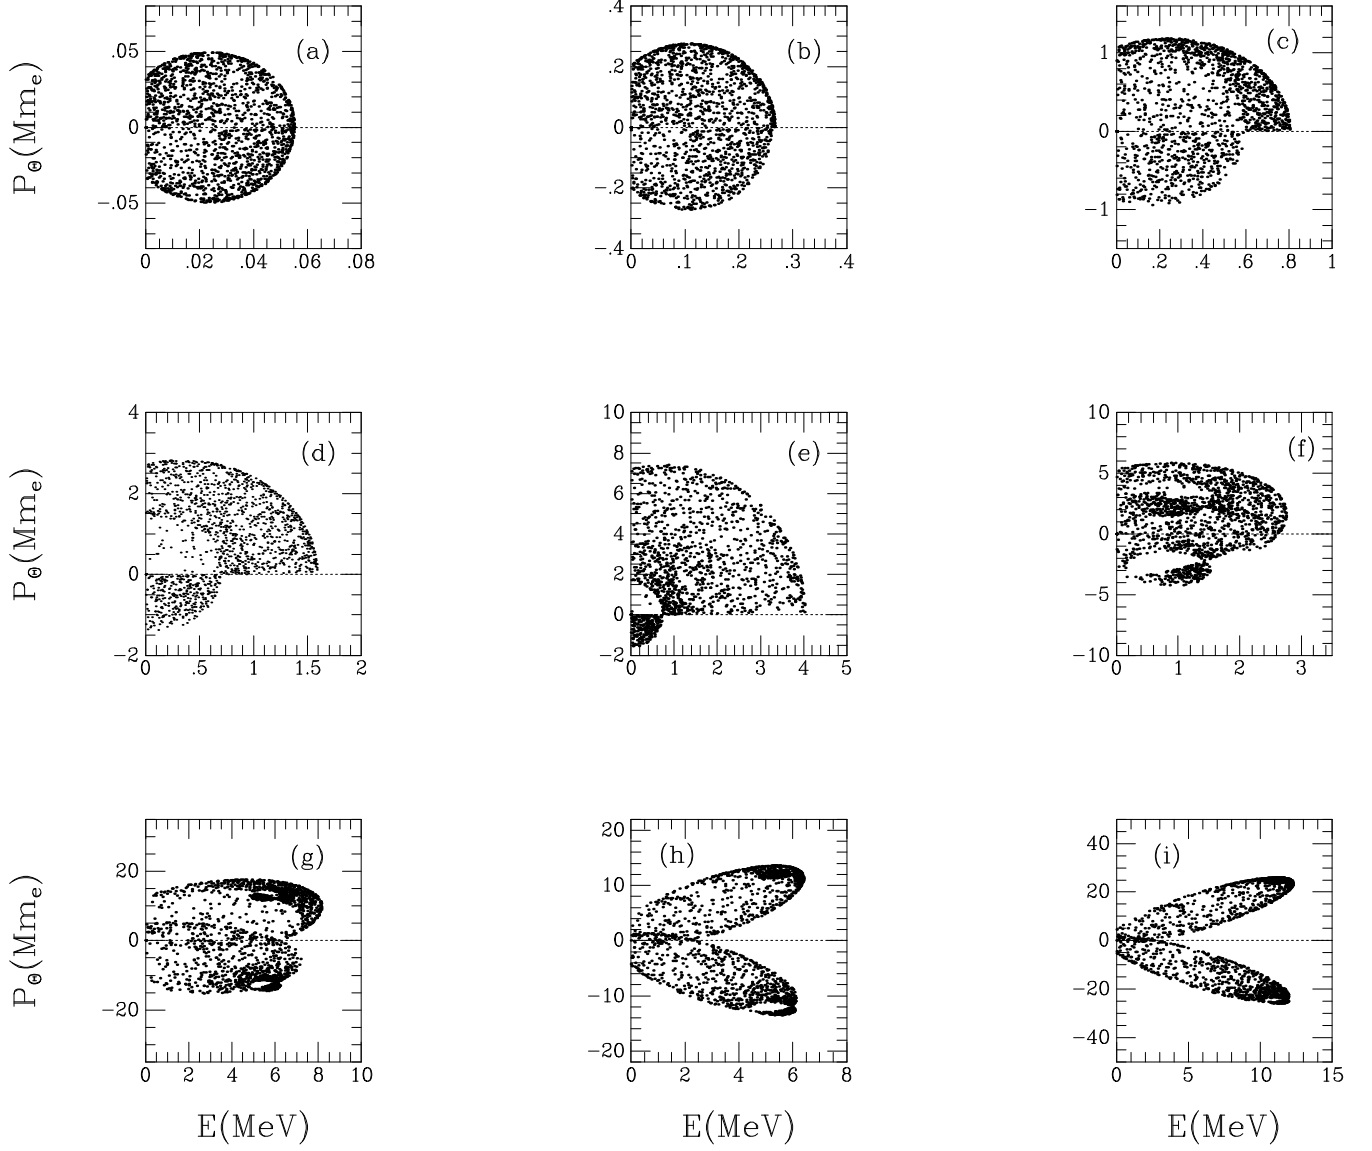 P_Θ(Mm_e)
.05
0
−.05
0 .02 .04 .06 .08
(a)
.4
.2
0
−.2
−.4
0 .1 .2 .3 .4
(b)
1
0
−1
0 .2 .4 .6 .8 1
(c)
P_Θ(Mm_e)
4
2
0
−2
0 .5 1 1.5 2
(d)
10
8
6
4
2
0
−2
0 1 2 3 4 5
(e)
10
5
0
−5
−10
0 1 2 3
(f)
P_Θ(Mm_e)
20
0
−20
0 2 4 6 8 10
(g)
E(MeV)
20
10
0
−10
−20
0 2 4 6 8
(h)
E(MeV)
40
20
0
−20
−40
0 5 10 15
(i)
E(MeV)